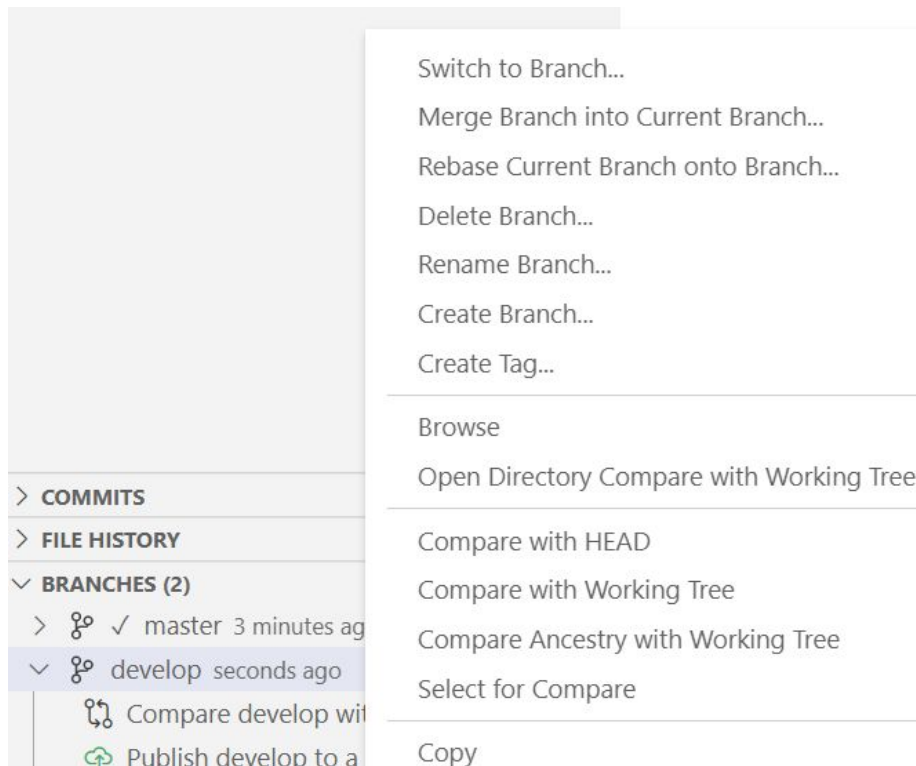 Switch to Branch...
Merge Branch into Current Branch...
Rebase Current Branch onto Branch...
Delete Branch...
Rename Branch...
Create Branch...
Create Tag...
Browse
Open Directory Compare with Working Tree
Compare with HEAD
Compare with Working Tree
Compare Ancestry with Working Tree
Select for Compare
Copy
COMMITS
FILE HISTORY
BRANCHES (2)
master 3 minutes ag
develop seconds ago
Compare develop wit
Publish develop to a